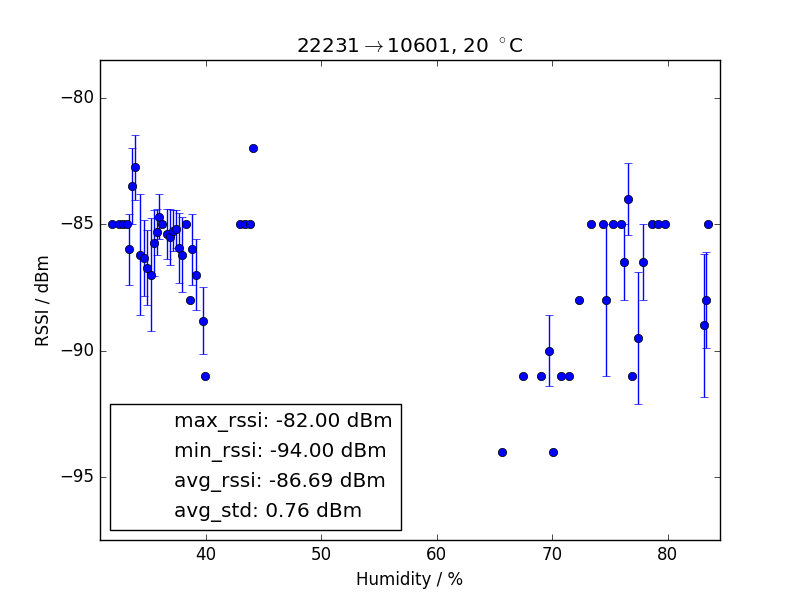 22231→10601, 20 °C
RSSI / dBm
−80
−85
−90
−95
max_rssi: -82.00 dBm
min_rssi: -94.00 dBm
avg_rssi: -86.69 dBm
avg_std: 0.76 dBm
40 50 60 70 80
Humidity / %